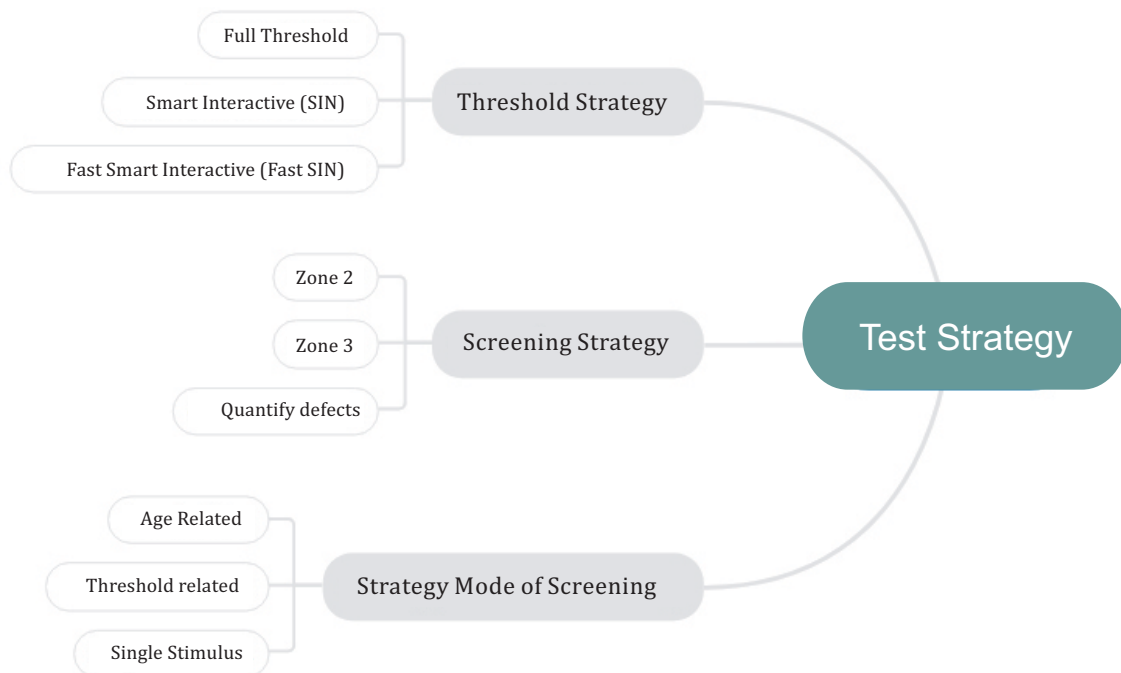 Full Threshold
Smart Interactive (SIN)
Fast Smart Interactive (Fast SIN)
Threshold Strategy
Zone 2
Zone 3
Quantify defects
Screening Strategy
Test Strategy
Age Related
Threshold related
Single Stimulus
Strategy Mode of Screening